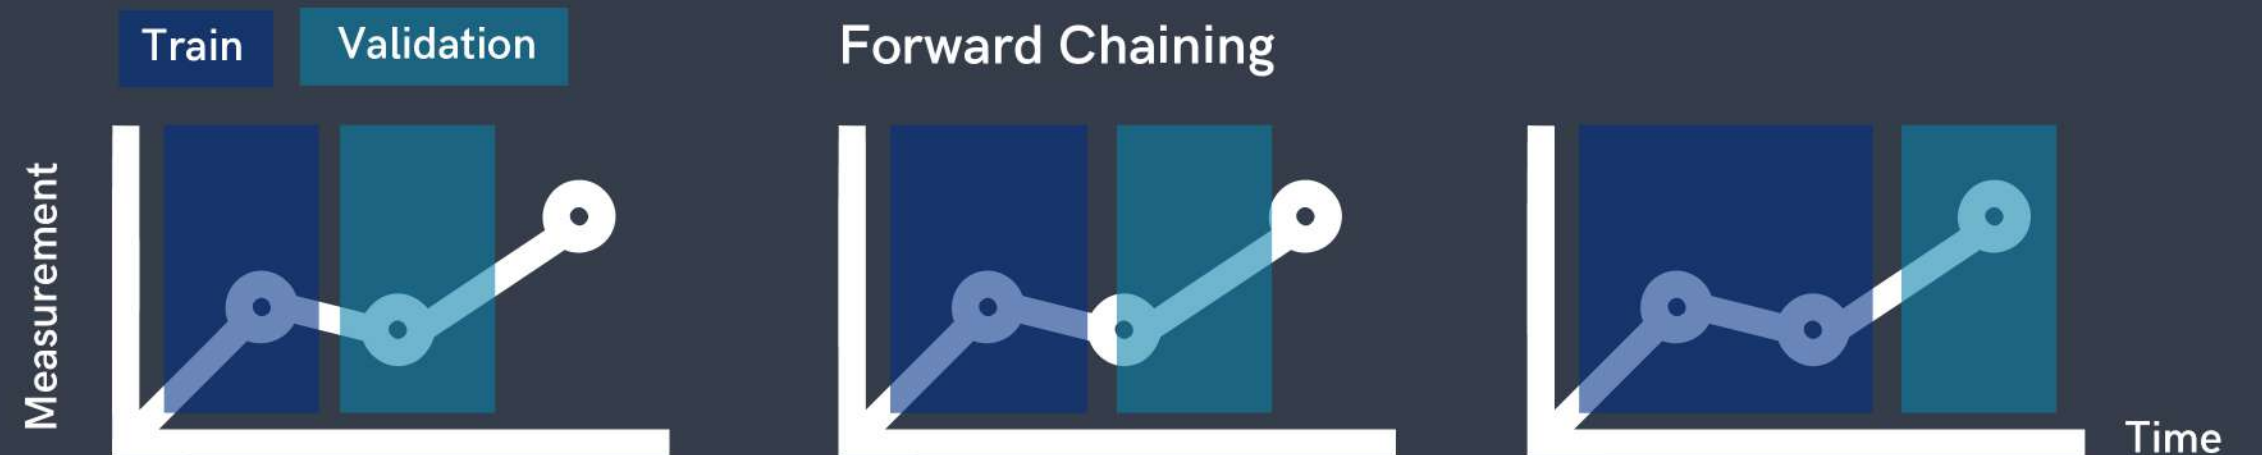 Train
Validation
Forward Chaining
Measurement
Time